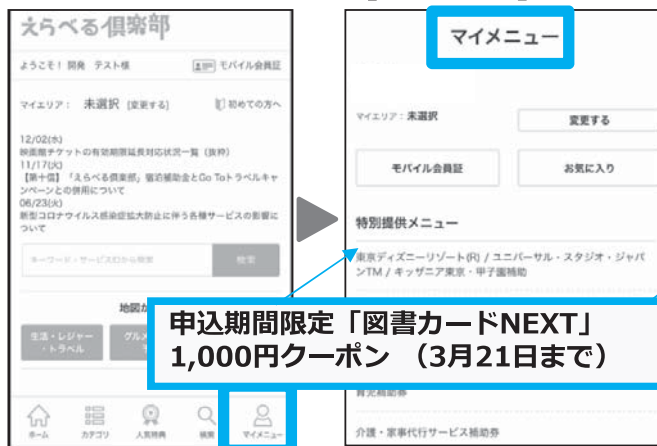 えらべる倶楽部
ようこそ! 開発 テスト様
モバイル会員証
マイエリア： 未選択 [変更する]
初めての方へ
12/02(水)
映画館チケットの有効期限延長対応状況一覧 (抜粋)
11/17(火)
【第十信】「えらべる倶楽部」宿泊補助金とGo Toトラベルキャ
ンペーンとの併用について
06/23(火)
新型コロナウイルス感染症拡大防止に伴う各種サービスの影響に
ついて
キーワード・サービスIDから検索
検索
地図か
生活・レジャー
・トラベル
グルメ
ホーム
カテゴリ
人気特典
検索
マイメニュー
マイメニュー
マイエリア：未選択
変更する
モバイル会員証
お気に入り
特別提供メニュー
東京ディズニーリゾート(R) / ユニバーサル・スタジオ・ジャパ
ンTM / キッザニア東京・甲子園補助
申込期間限定「図書カードNEXT」
1,000円クーポン （3月21日まで）
育児補助券
介護・家事代行サービス補助券